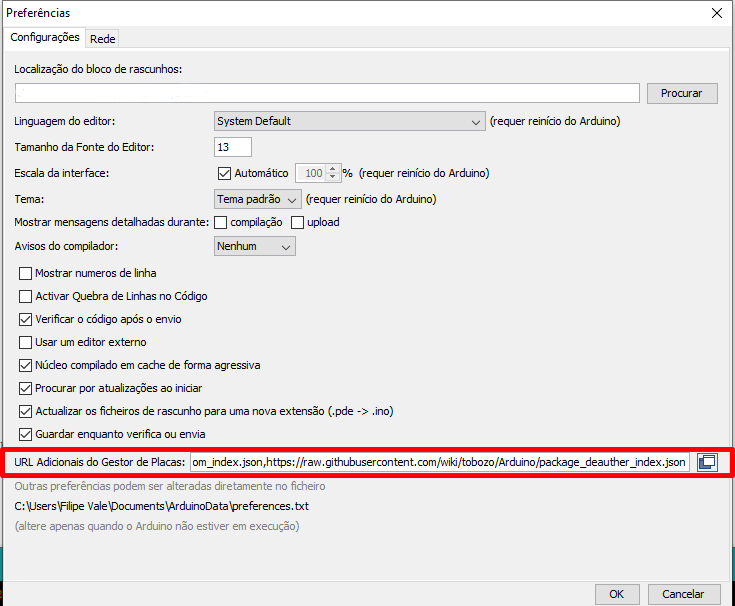 Preferências
Configurações Rede
Localização do bloco de rascunhos:
Procurar
Linguagem do editor: System Default (requer reinício do Arduino)
Tamanho da Fonte do Editor: 13
Escala da interface: Automático 100 % (requer reinício do Arduino)
Tema: Tema padrão (requer reinício do Arduino)
Mostrar mensagens detalhadas durante: compilação upload
Avisos do compilador: Nenhum
Mostrar numeros de linha
Activar Quebra de Linhas no Código
Verificar o código após o envio
Usar um editor externo
Núcleo compilado em cache de forma agressiva
Procurar por atualizações ao iniciar
Actualizar os ficheiros de rascunho para uma nova extensão (.pde -> .ino)
Guardar enquanto verifica ou envia
URL Adicionais do Gestor de Placas: om_index.json,https://raw.githubusercontent.com/wiki/tobozo/Arduino/package_deauther_index.json
Outras preferências podem ser alteradas diretamente no ficheiro
C:\Users\Filipe Vale\Documents\ArduinoData\preferences.txt
(altere apenas quando o Arduino não estiver em execução)
OK Cancelar